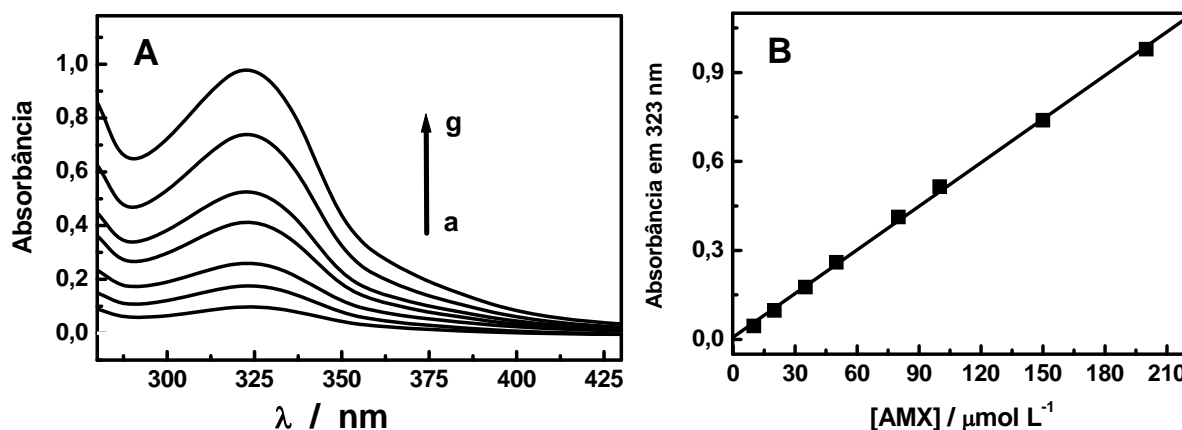 A
g
a
1,0
0,8
0,6
0,4
0,2
0,0
Absorbância
300 325 350 375 400 425
λ / nm
B
0,9
0,6
0,3
0,0
Absorbância em 323 nm
0 30 60 90 120 150 180 210
[AMX] / μmol L⁻¹